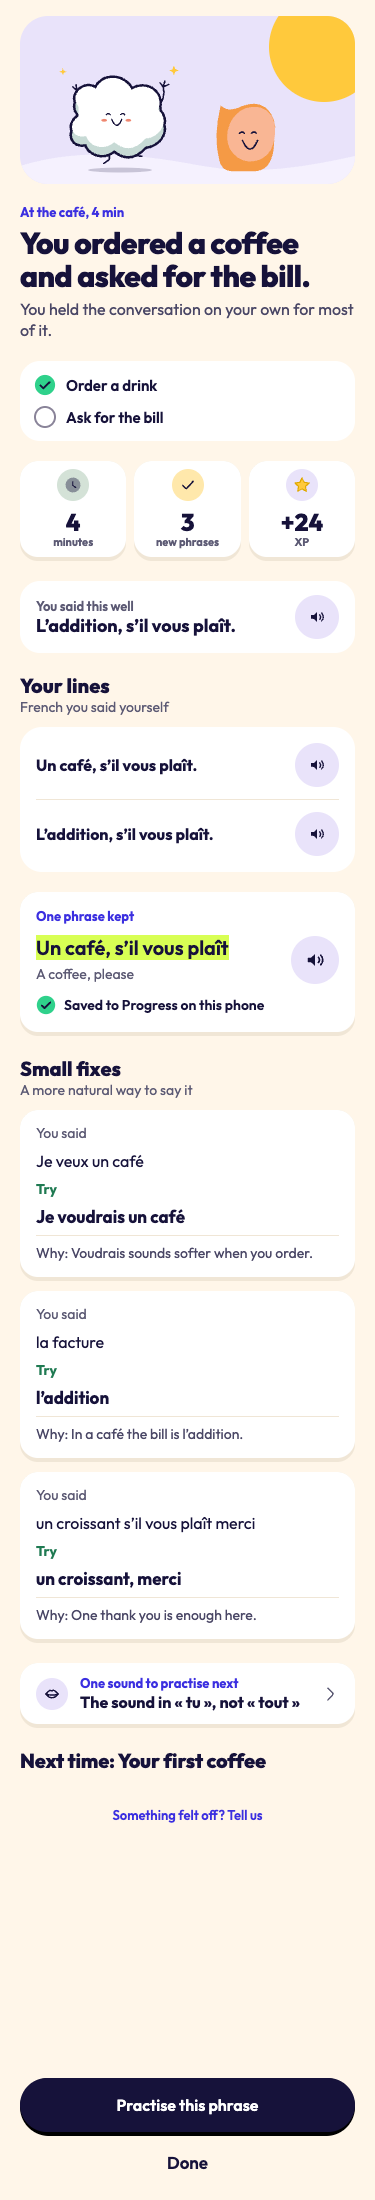 At the café, 4 min
You ordered a coffee
and asked for the bill.
You held the conversation on your own for most
of it.
Order a drink
Ask for the bill
4
minutes
3
new phrases
+24
XP
You said this well
L’addition, s’il vous plaît.
Your lines
French you said yourself
Un café, s’il vous plaît.
L’addition, s’il vous plaît.
One phrase kept
Un café, s’il vous plaît
A coffee, please
Saved to Progress on this phone
Small fixes
A more natural way to say it
You said
Je veux un café
Try
Je voudrais un café
Why: Voudrais sounds softer when you order.
You said
la facture
Try
l’addition
Why: In a café the bill is l’addition.
You said
un croissant s’il vous plaît merci
Try
un croissant, merci
Why: One thank you is enough here.
One sound to practise next
The sound in « tu », not « tout »
Next time: Your first coffee
Something felt off? Tell us
Practise this phrase
Done